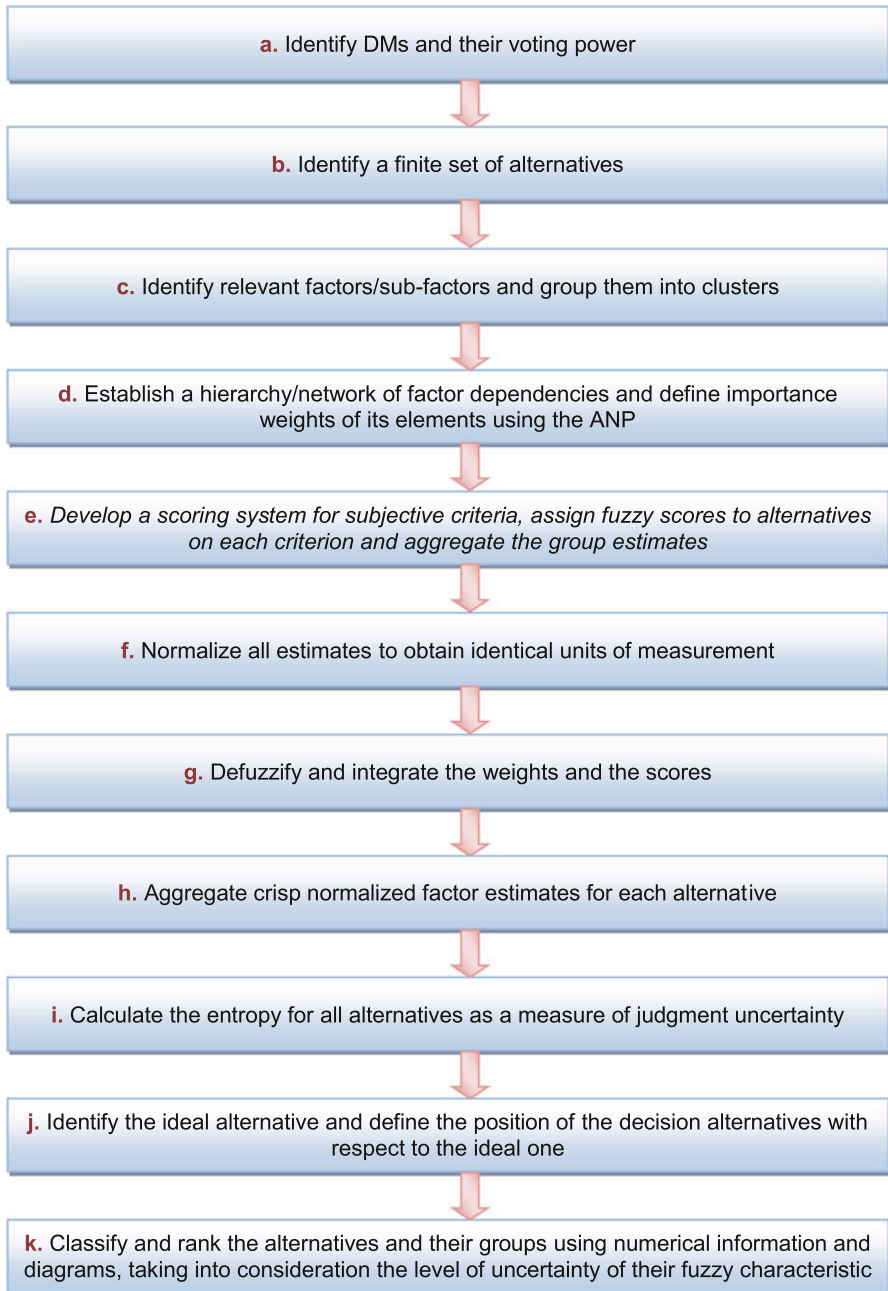 a. Identify DMs and their voting power
b. Identify a finite set of alternatives
c. Identify relevant factors/sub-factors and group them into clusters
d. Establish a hierarchy/network of factor dependencies and define importance
weights of its elements using the ANP
e. Develop a scoring system for subjective criteria, assign fuzzy scores to alternatives
on each criterion and aggregate the group estimates
f. Normalize all estimates to obtain identical units of measurement
g. Defuzzify and integrate the weights and the scores
h. Aggregate crisp normalized factor estimates for each alternative
i. Calculate the entropy for all alternatives as a measure of judgment uncertainty
j. Identify the ideal alternative and define the position of the decision alternatives with
respect to the ideal one
k. Classify and rank the alternatives and their groups using numerical information and
diagrams, taking into consideration the level of uncertainty of their fuzzy characteristic